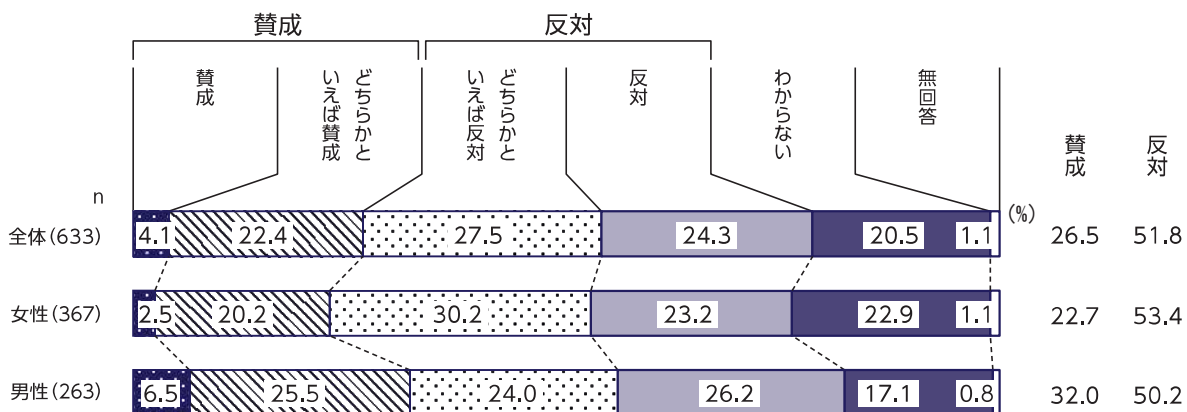 賛成 反対
賛成
どちらかと
いえば賛成
どちらかと
いえば反対
反対
わからない
無回答
賛成
反対
n
(%)
全体(633) 4.1 22.4 27.5 24.3 20.5 1.1 26.5 51.8
女性(367) 2.5 20.2 30.2 23.2 22.9 1.1 22.7 53.4
男性(263) 6.5 25.5 24.0 26.2 17.1 0.8 32.0 50.2